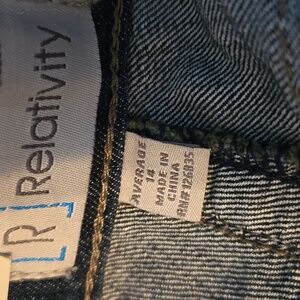 [R] Relativity
AVERAGE
14
MADE IN
CHINA
RN# 126835